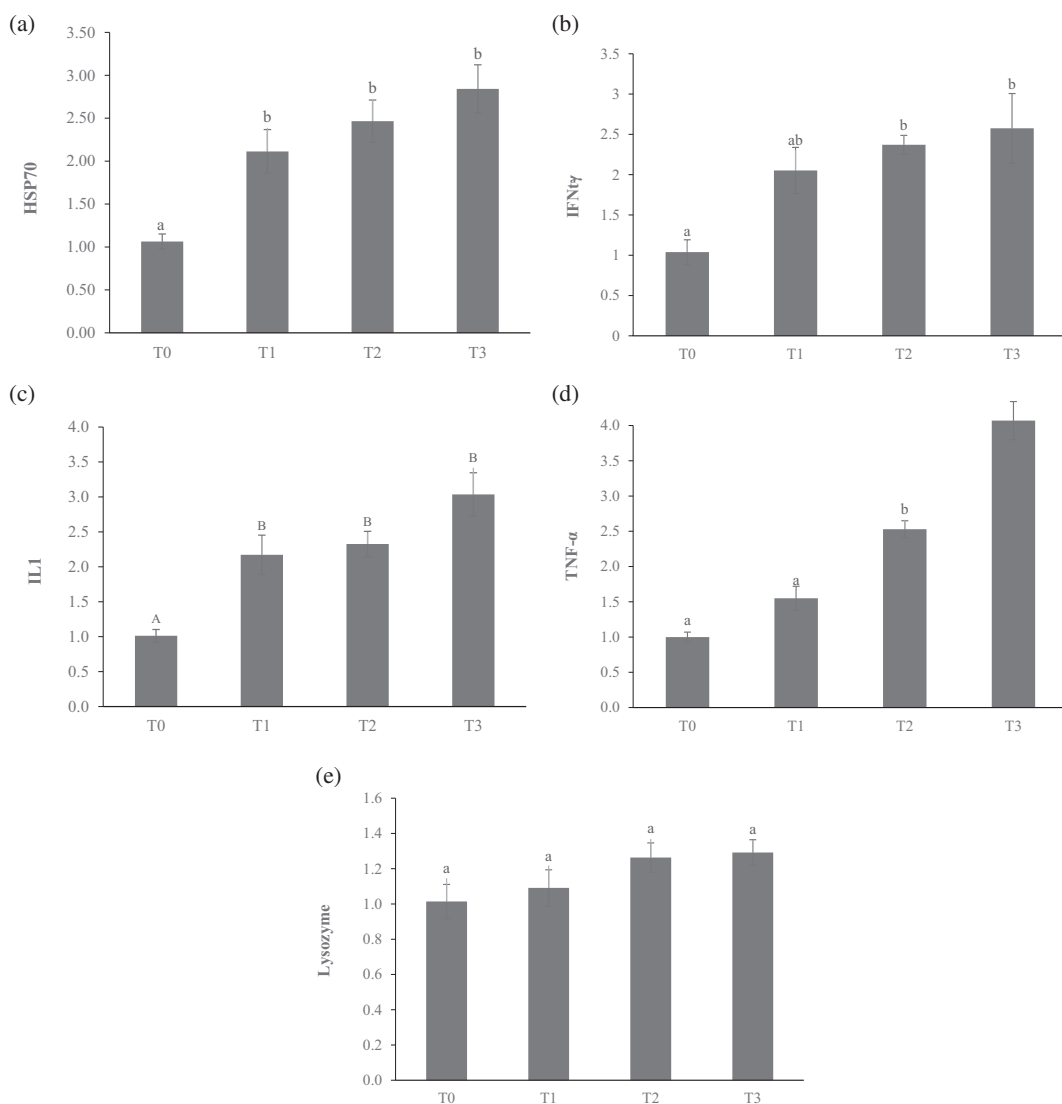 (a)
3.50
3.00
2.50
2.00
1.50
1.00
0.50
0.00
HSP70
a
b
b
b
T0 T1 T2 T3
(b)
3.5
3
2.5
2
1.5
1
0.5
0
IFNtγ
a
ab
b
b
T0 T1 T2 T3
(c)
4.0
3.5
3.0
2.5
2.0
1.5
1.0
0.5
0.0
IL1
A
B
B
B
T0 T1 T2 T3
(d)
4.0
3.5
3.0
2.5
2.0
1.5
1.0
0.5
0.0
TNF-α
a
a
b
T0 T1 T2 T3
(e)
1.6
1.4
1.2
1.0
0.8
0.6
0.4
0.2
0.0
Lysozyme
a
a
a
a
T0 T1 T2 T3